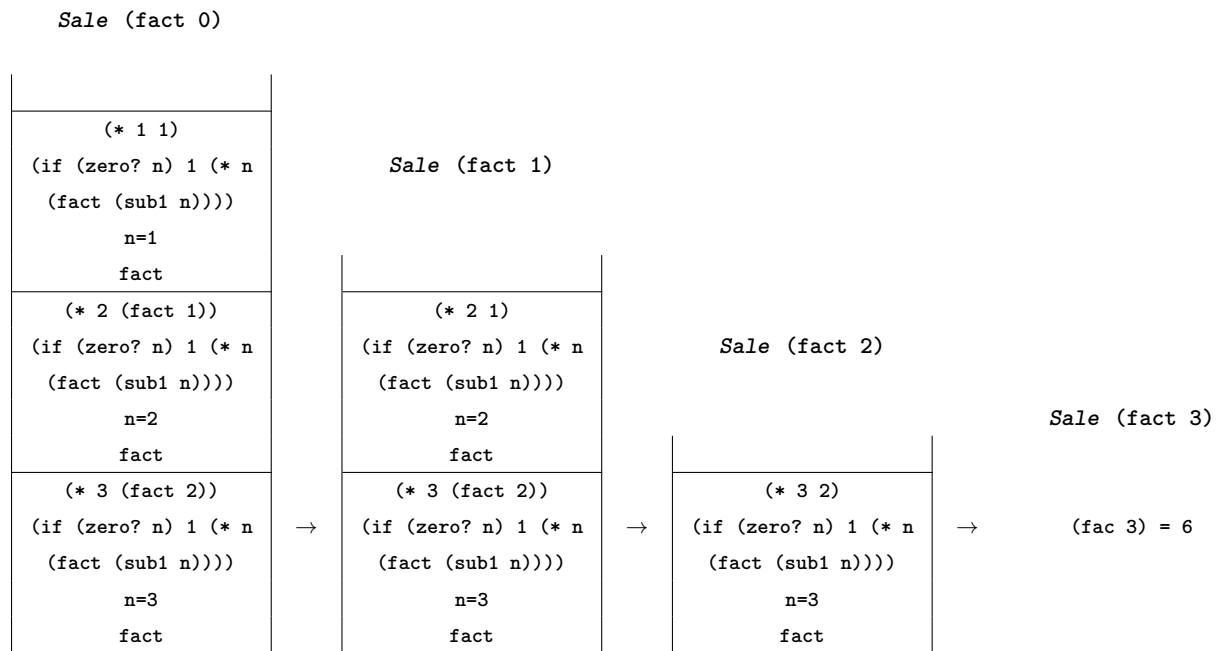 Sale (fact 0)
(* 1 1)
(if (zero? n) 1 (* n
(fact (sub1 n))))
n=1
fact
(* 2 (fact 1))
(if (zero? n) 1 (* n
(fact (sub1 n))))
n=2
fact
(* 3 (fact 2))
(if (zero? n) 1 (* n
(fact (sub1 n))))
n=3
fact
→
Sale (fact 1)
(* 2 1)
(if (zero? n) 1 (* n
(fact (sub1 n))))
n=2
fact
(* 3 (fact 2))
(if (zero? n) 1 (* n
(fact (sub1 n))))
n=3
fact
→
Sale (fact 2)
(* 3 2)
(if (zero? n) 1 (* n
(fact (sub1 n))))
n=3
fact
→
Sale (fact 3)
(fac 3) = 6